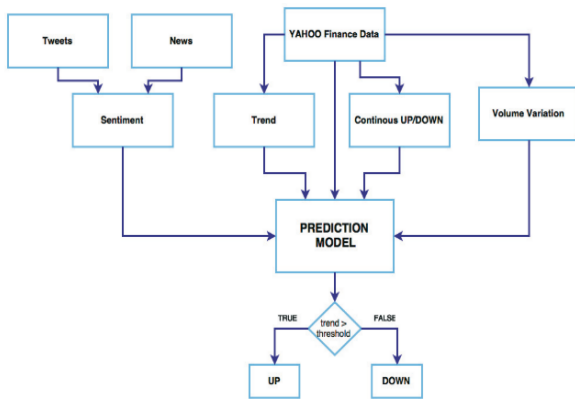 Tweets
News
YAHOO Finance Data
Sentiment
Trend
Continous UP/DOWN
Volume Variation
PREDICTION
MODEL
TRUE
trend >
threshold
FALSE
UP
DOWN